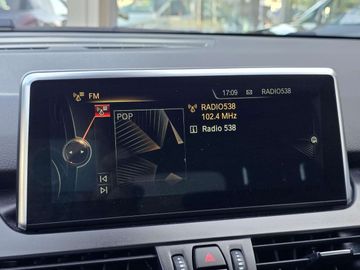 17:09 RADIO538
FM
RADIO538
102.4 MHz
POP
Radio 538